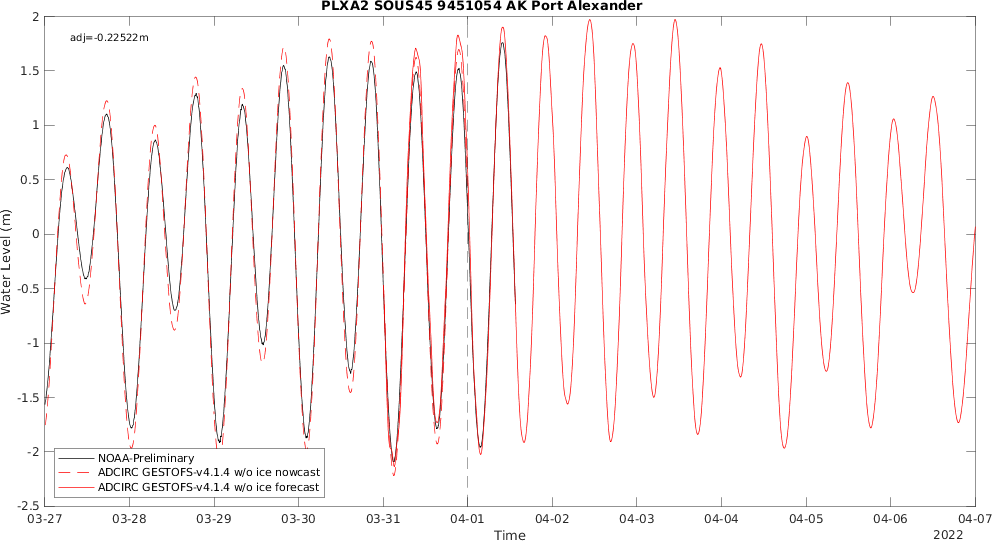 PLXA2 SOUS45 9451054 AK Port Alexander
adj=-0.22522m
2
1.5
1
0.5
0
-0.5
-1
-1.5
-2
-2.5
Water Level (m)
NOAA-Preliminary
ADCIRC GESTOFS-v4.1.4 w/o ice nowcast
ADCIRC GESTOFS-v4.1.4 w/o ice forecast
03-27 03-28 03-29 03-30 03-31 04-01 04-02 04-03 04-04 04-05 04-06 04-07
Time
2022